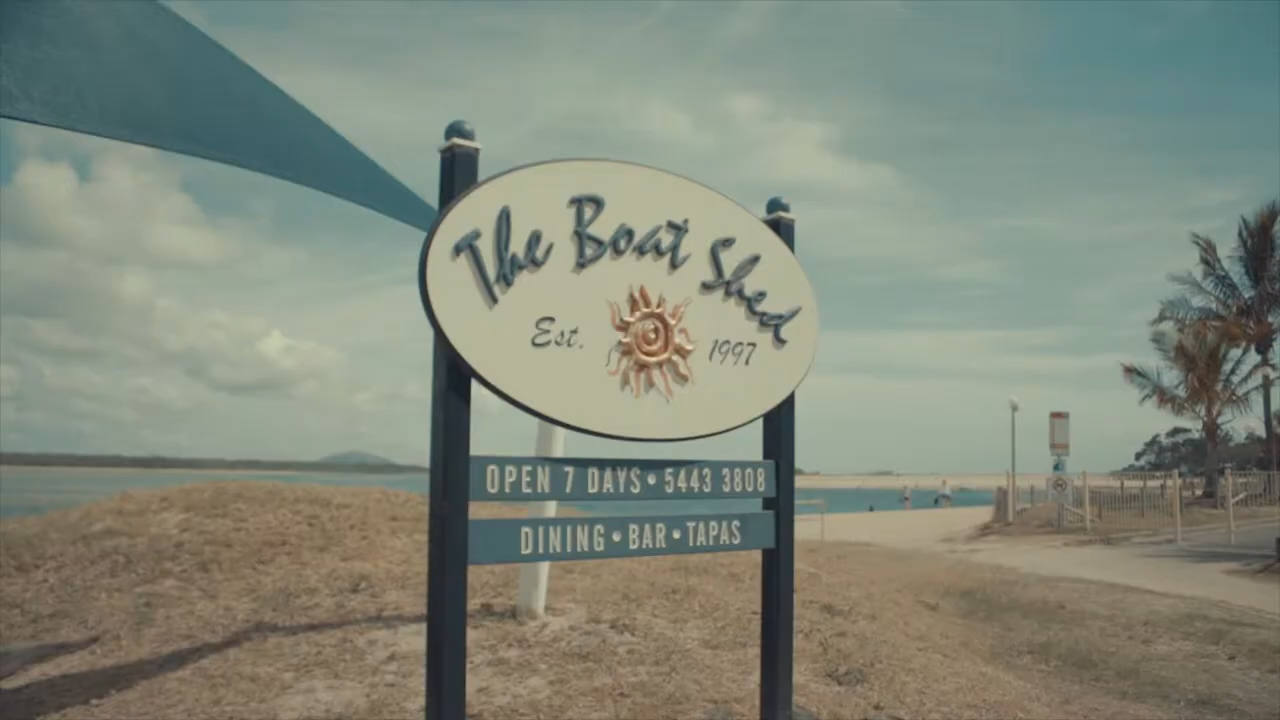 The Boat Shed
Est. 1997
OPEN 7 DAYS • 5443 3808
DINING • BAR • TAPAS